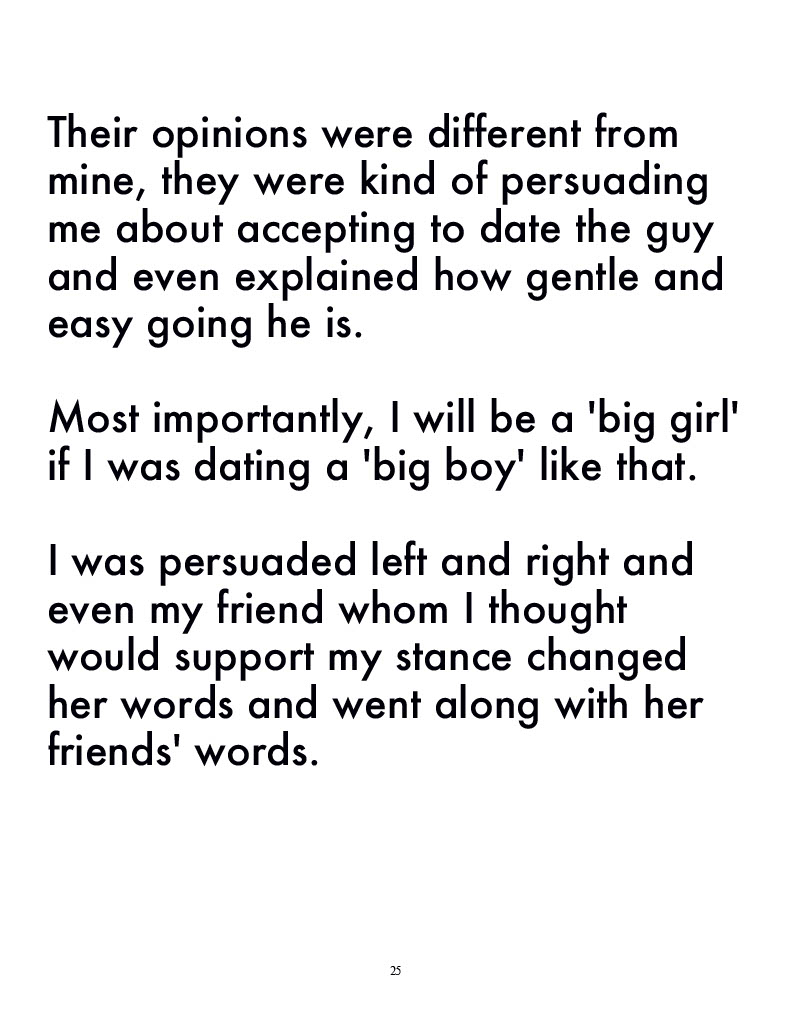 Their opinions were different from
mine, they were kind of persuading
me about accepting to date the guy
and even explained how gentle and
easy going he is.
Most importantly, I will be a 'big girl'
if I was dating a 'big boy' like that.
I was persuaded left and right and
even my friend whom I thought
would support my stance changed
her words and went along with her
friends' words.
25